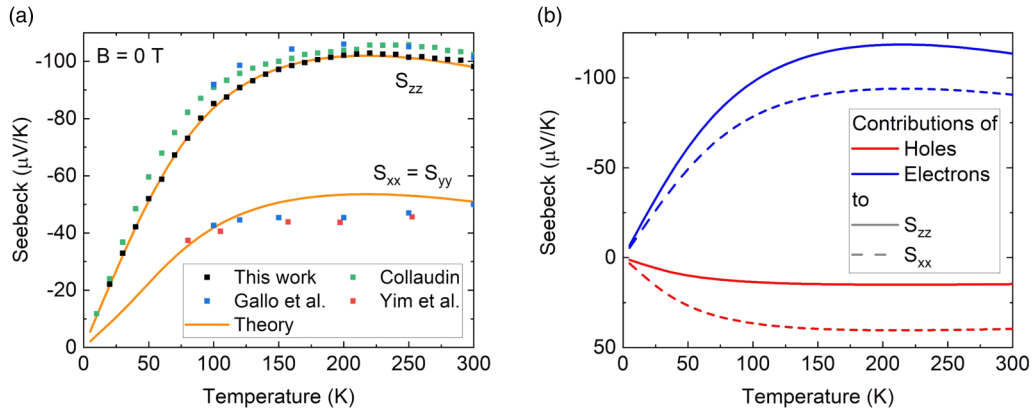 (a)
B = 0 T
S_zz
S_xx = S_yy
This work
Collaudin
Gallo et al.
Yim et al.
Theory
-100
-80
-60
-40
-20
0
Seebeck (μV/K)
0 50 100 150 200 250 300
Temperature (K)
(b)
Contributions of
Holes
Electrons
to
S_zz
S_xx
-100
-50
0
50
Seebeck (μV/K)
0 50 100 150 200 250 300
Temperature (K)